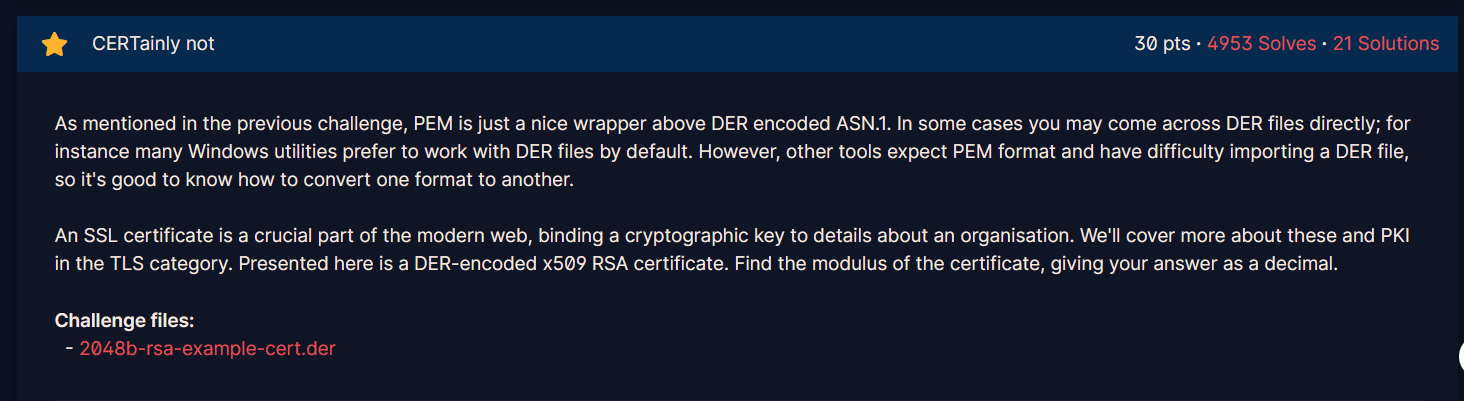 CERTainly not 30 pts · 4953 Solves · 21 Solutions
As mentioned in the previous challenge, PEM is just a nice wrapper above DER encoded ASN.1. In some cases you may come across DER files directly; for
instance many Windows utilities prefer to work with DER files by default. However, other tools expect PEM format and have difficulty importing a DER file,
so it's good to know how to convert one format to another.
An SSL certificate is a crucial part of the modern web, binding a cryptographic key to details about an organisation. We'll cover more about these and PKI
in the TLS category. Presented here is a DER-encoded x509 RSA certificate. Find the modulus of the certificate, giving your answer as a decimal.
Challenge files:
- 2048b-rsa-example-cert.der